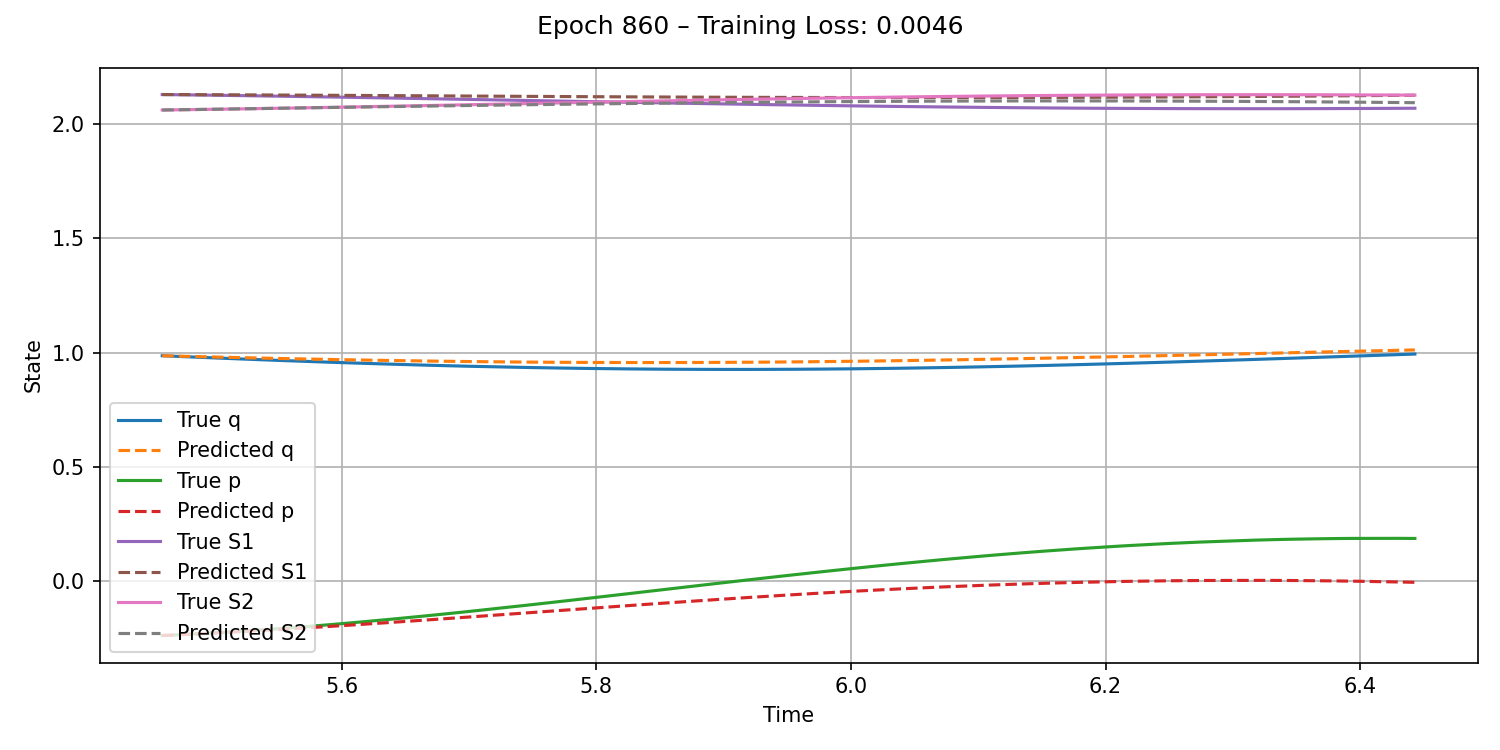 Epoch 860 – Training Loss: 0.0046
State
2.0
1.5
1.0
0.5
0.0
True q
Predicted q
True p
Predicted p
True S1
Predicted S1
True S2
Predicted S2
5.6 5.8 6.0 6.2 6.4
Time